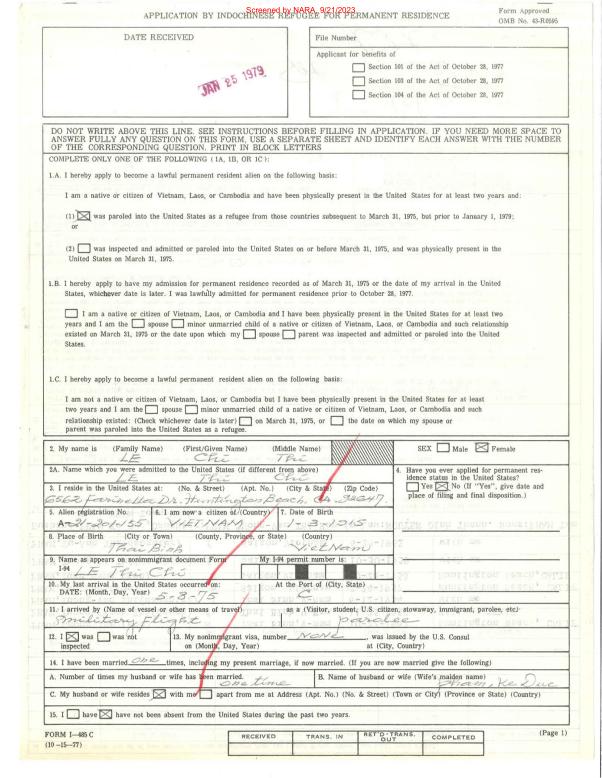 Screened by NARA, 9/21/2023
APPLICATION BY INDOCHINESE REFUGEE FOR PERMANENT RESIDENCE
Form Approved
OMB No. 43-R0595
DATE RECEIVED
JAN 25 1979
File Number
Applicant for benefits of
Section 101 of the Act of October 28, 1977
Section 103 of the Act of October 28, 1977
Section 104 of the Act of October 28, 1977
DO NOT WRITE ABOVE THIS LINE. SEE INSTRUCTIONS BEFORE FILLING IN APPLICATION. IF YOU NEED MORE SPACE TO
ANSWER FULLY ANY QUESTION ON THIS FORM, USE A SEPARATE SHEET AND IDENTIFY EACH ANSWER WITH THE NUMBER
OF THE CORRESPONDING QUESTION. PRINT IN BLOCK LETTERS
COMPLETE ONLY ONE OF THE FOLLOWING (1A, 1B, OR 1C):
1.A. I hereby apply to become a lawful permanent resident alien on the following basis:
I am a native or citizen of Vietnam, Laos, or Cambodia and have been physically present in the United States for at least two years and:
(1) ☒ was paroled into the United States as a refugee from those countries subsequent to March 31, 1975, but prior to January 1, 1979;
or
(2) ☐ was inspected and admitted or paroled into the United States on or before March 31, 1975, and was physically present in the
United States on March 31, 1975.
1.B. I hereby apply to have my admission for permanent residence recorded as of March 31, 1975 or the date of my arrival in the United
States, whichever date is later. I was lawfully admitted for permanent residence prior to October 28, 1977.
☐ I am a native or citizen of Vietnam, Laos, or Cambodia and I have been physically present in the United States for at least two
years and I am the ☐ spouse ☐ minor unmarried child of a native or citizen of Vietnam, Laos, or Cambodia and such relationship
existed on March 31, 1975 or the date upon which my ☐ spouse ☐ parent was inspected and admitted or paroled into the United
States.
1.C. I hereby apply to become a lawful permanent resident alien on the following basis:
I am not a native or citizen of Vietnam, Laos, or Cambodia but I have been physically present in the United States for at least
two years and I am the ☐ spouse ☐ minor unmarried child of a native or citizen of Vietnam, Laos, or Cambodia and such
relationship existed: (Check whichever date is later) ☐ on March 31, 1975, or ☐ the date on which my spouse or
parent was paroled into the United States as a refugee.
2. My name is (Family Name) (First/Given Name) (Middle Name)
LE Chi Thi
SEX ☐ Male ☒ Female
2A. Name which you were admitted to the United States (if different from above)
LE Thi Chi
4. Have you ever applied for permanent res-
idence status in the United States?
☐ Yes ☒ No (If "Yes", give date and
place of filing and final disposition.)
3. I reside in the United States at: (No. & Street) (Apt. No.) (City & State) (Zip Code)
6562 Farinella Dr. Huntington Beach, Ca 92647
5. Alien registration No. 6. I am now a citizen of: (Country) 7. Date of Birth
A-21-201-155 VIETNAM 1-3-1915
8. Place of Birth (City or Town) (County, Province, or State) (Country)
Thai Binh VietNam
9. Name as appears on nonimmigrant document Form My I-94 permit number is:
I-94 LE Thi Chi
10. My last arrival in the United States occurred on: At the Port of (City, State)
DATE: (Month, Day, Year) 5-8-75 C
11. I arrived by (Name of vessel or other means of travel) as a (Visitor, student, U.S. citizen, stowaway, immigrant, parolee, etc)
military flight parolee
12. I ☒ was ☐ was not 13. My nonimmigrant visa, number NONE, was issued by the U.S. Consul
inspected on (Month, Day, Year) at (City, Country)
14. I have been married one times, including my present marriage, if now married. (If you are now married give the following)
A. Number of times my husband or wife has been married. B. Name of husband or wife (Wife's maiden name)
one time Pham, Ke Duc
C. My husband or wife resides ☒ with me ☐ apart from me at Address (Apt. No.) (No. & Street) (Town or City) (Province or State) (Country)
15. I ☐ have ☒ have not been absent from the United States during the past two years.
FORM I-485 C
(10-15-77)
RECEIVED TRANS. IN RET'D-TRANS. OUT COMPLETED
(Page 1)